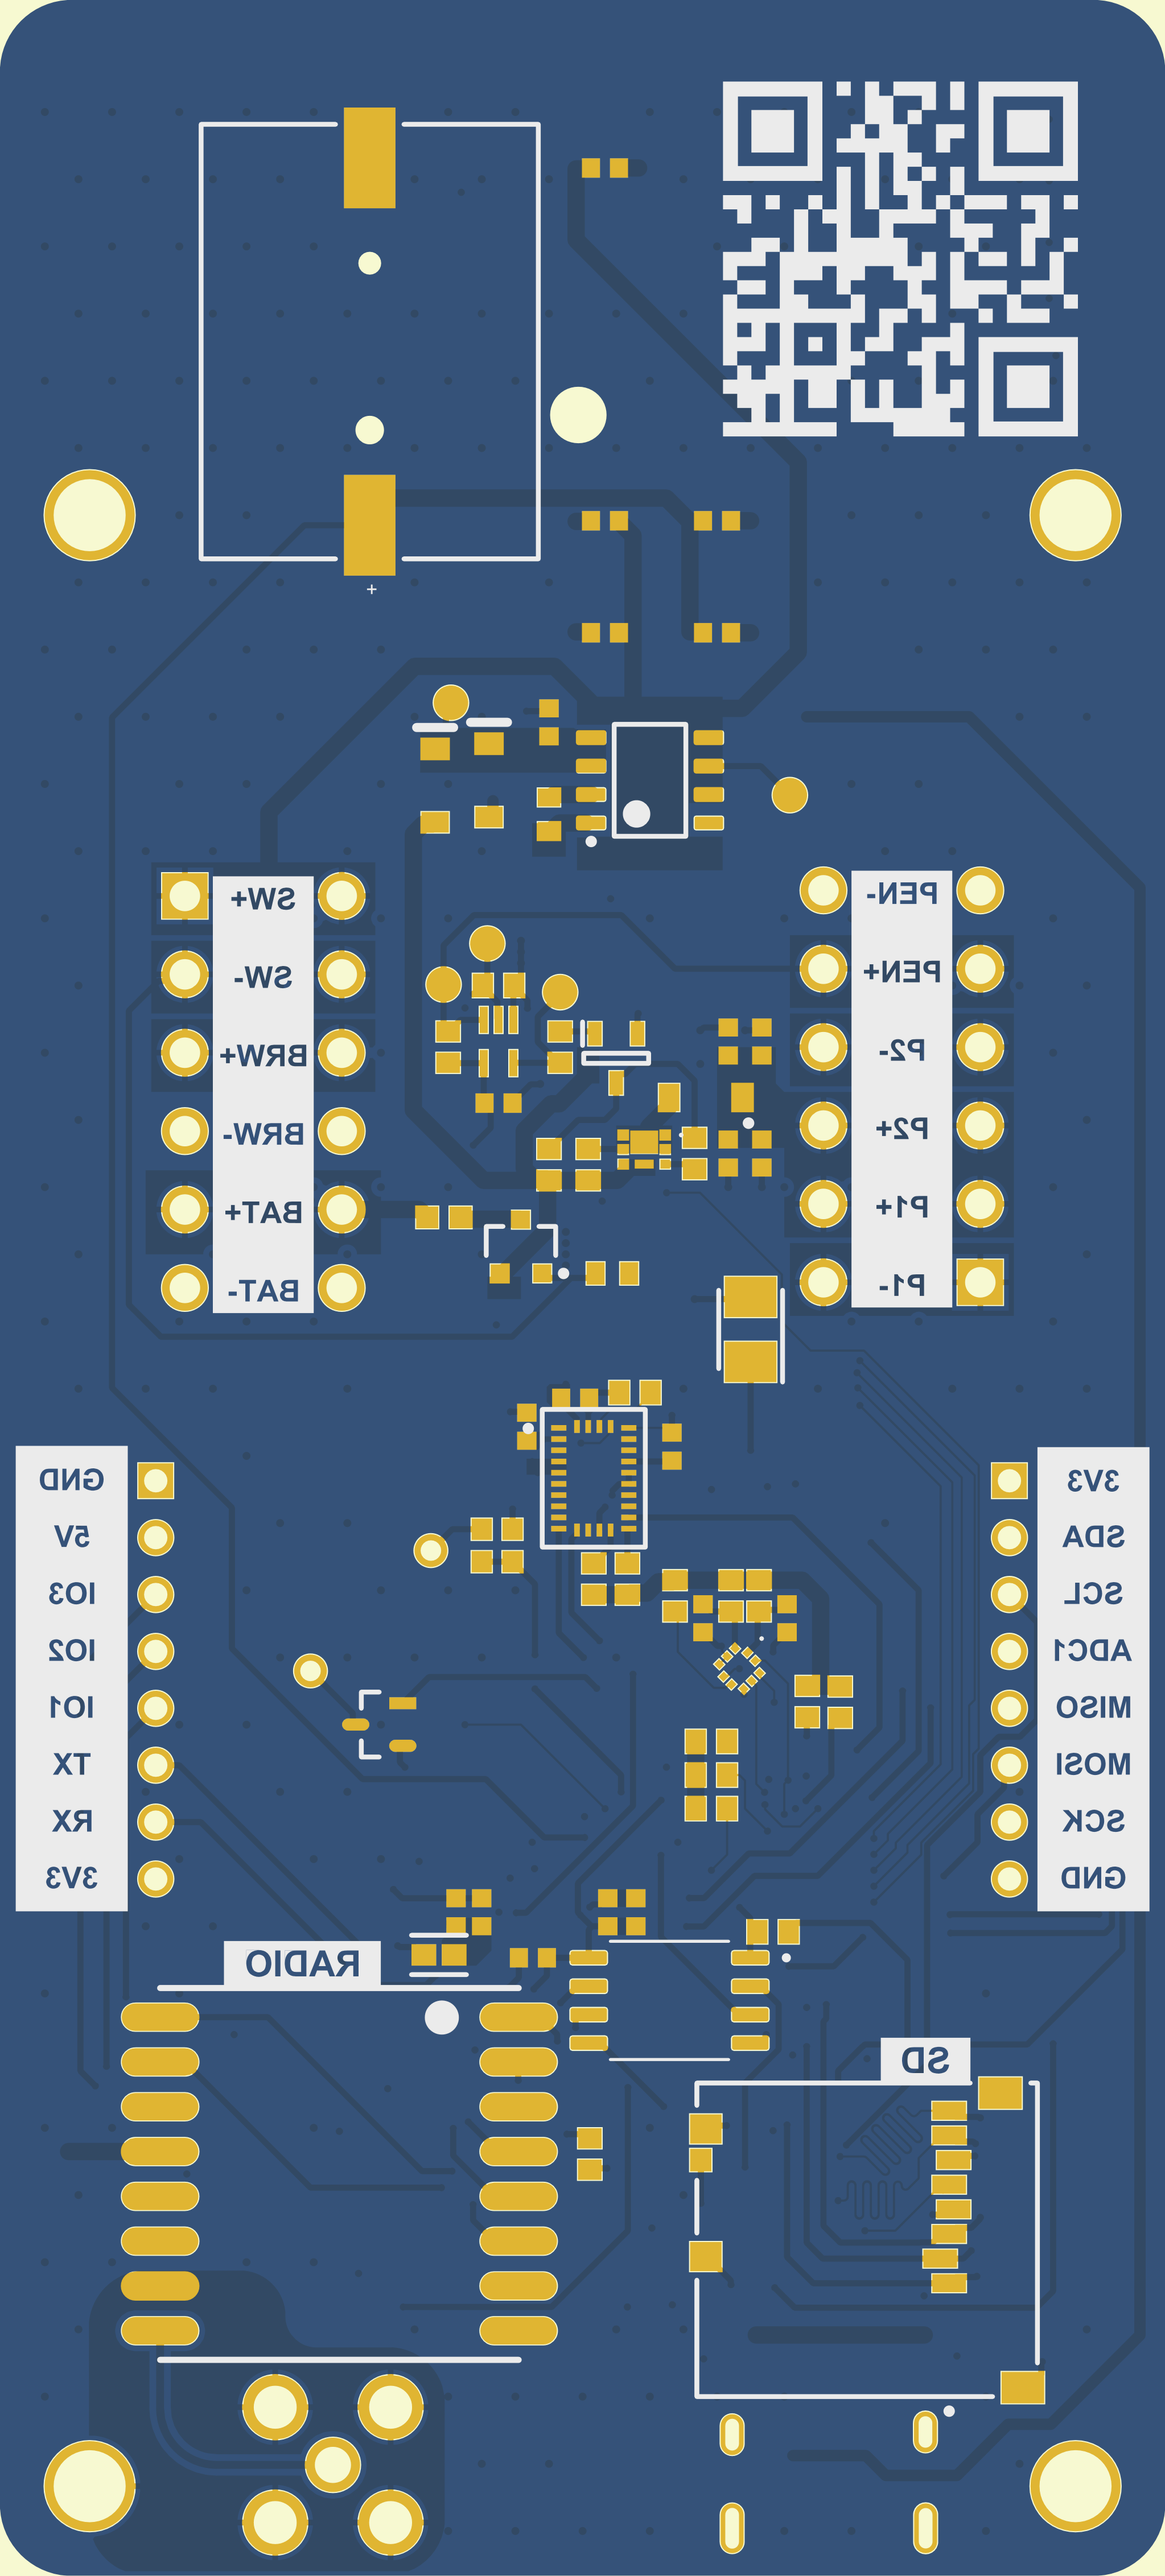 +
SW+
SW-
BRW+
BRW-
BAT+
BAT-
PEN-
PEN+
P2-
P2+
P1+
P1-
GND
5V
IO3
IO2
IO1
TX
RX
3V3
3V3
SDA
SCL
ADC1
MISO
MOSI
SCK
GND
RADIO
SD